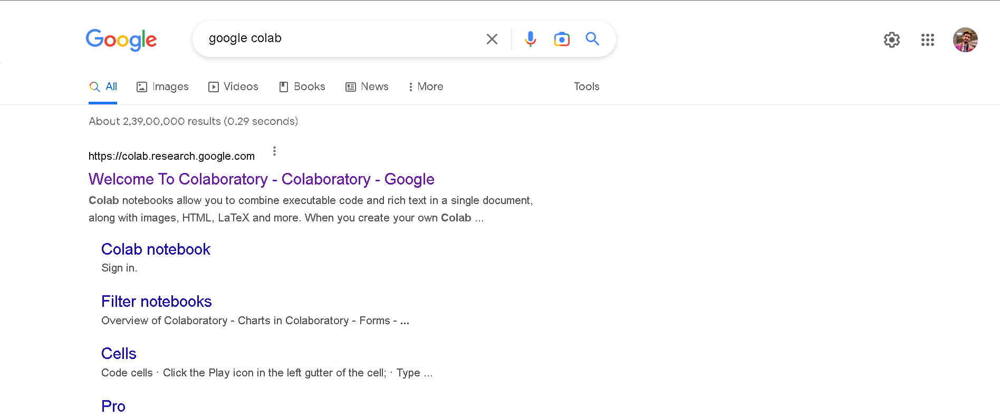 Google
google colab
All Images Videos Books News More Tools
About 2,39,00,000 results (0.29 seconds)
https://colab.research.google.com
Welcome To Colaboratory - Colaboratory - Google
Colab notebooks allow you to combine executable code and rich text in a single document,
along with images, HTML, LaTeX and more. When you create your own Colab ...
Colab notebook
Sign in.
Filter notebooks
Overview of Colaboratory - Charts in Colaboratory - Forms - ...
Cells
Code cells · Click the Play icon in the left gutter of the cell; · Type ...
Pro